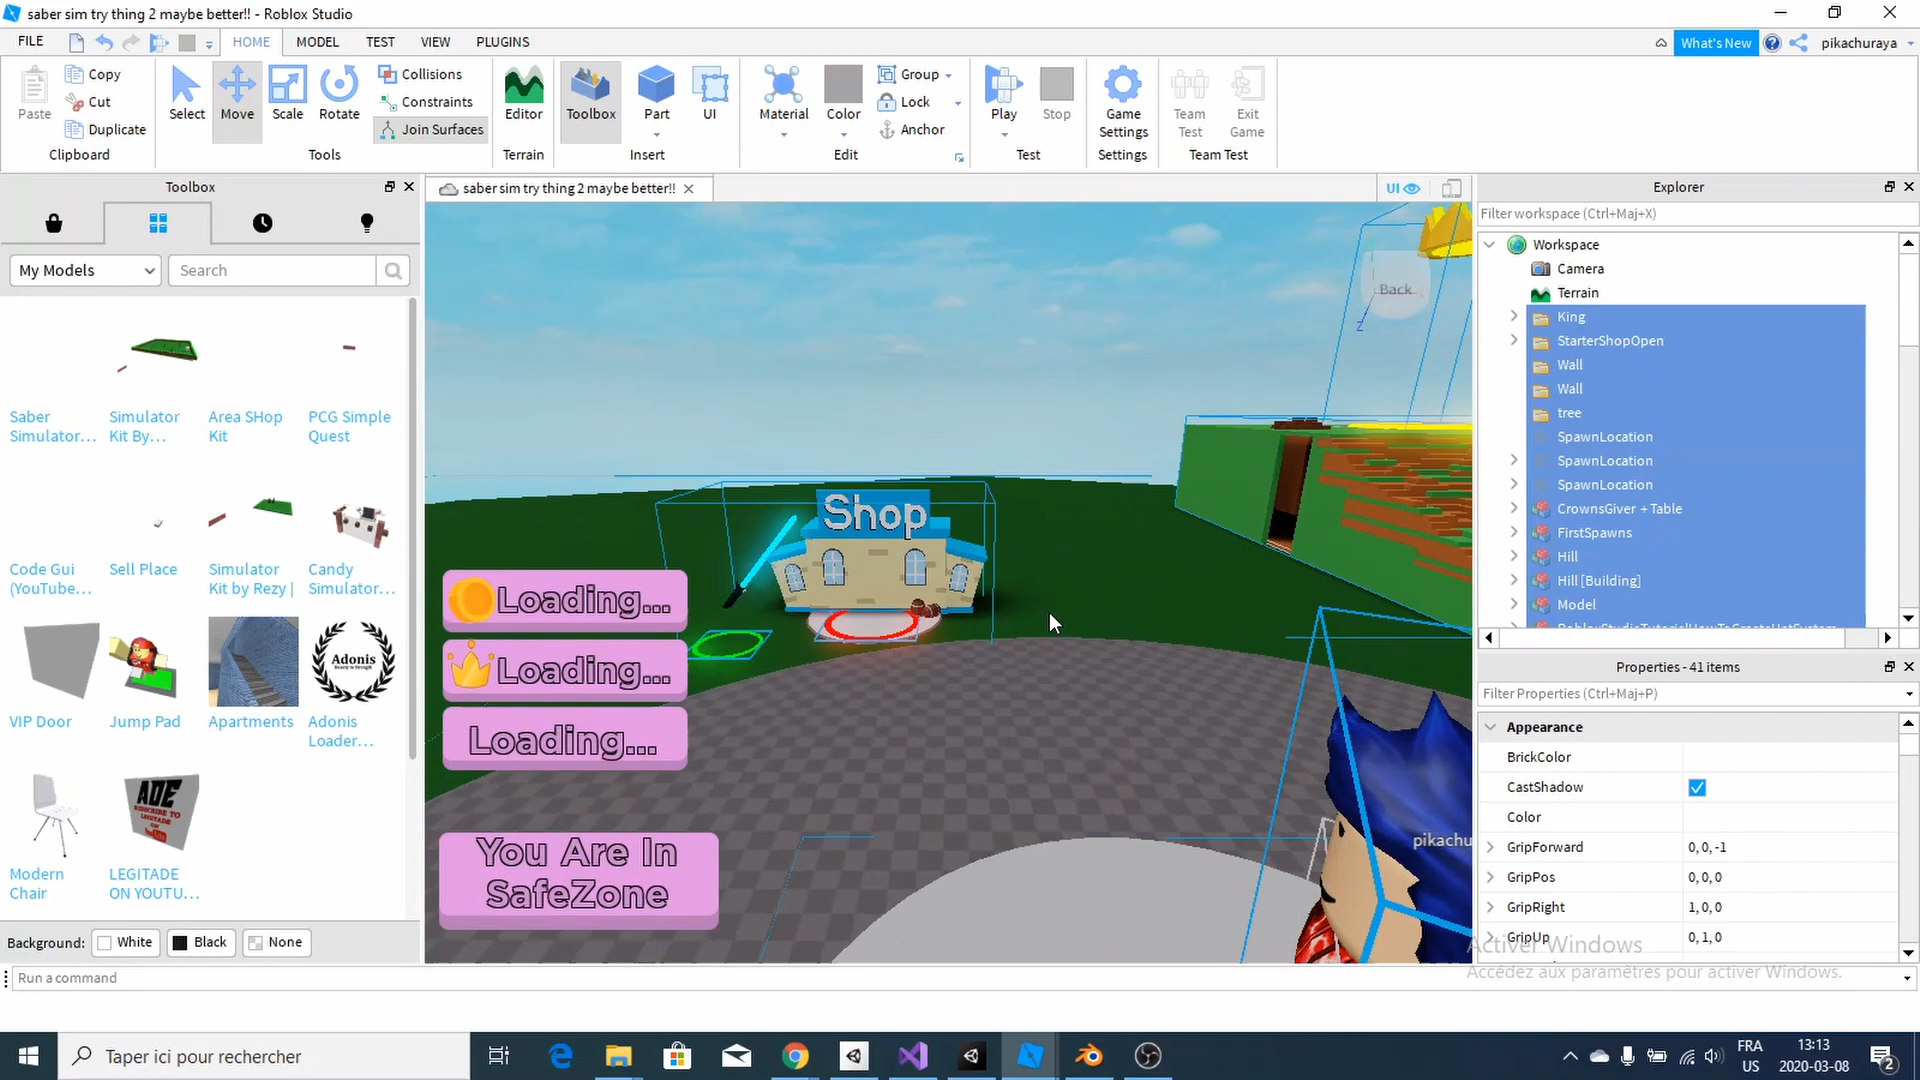 saber sim try thing 2 maybe better!! - Roblox Studio
FILE
HOME
MODEL
TEST
VIEW
PLUGINS
What's New
pikachuraya
Paste
Copy
Cut
Duplicate
Clipboard
Select
Move
Scale
Rotate
Collisions
Constraints
Join Surfaces
Tools
Editor
Terrain
Toolbox
Part
UI
Insert
Material
Color
Group
Lock
Anchor
Edit
Play
Stop
Test
Game
Settings
Settings
Team
Test
Exit
Game
Team Test
Toolbox
My Models
Search
Saber
Simulator...
Simulator
Kit By...
Area SHop
Kit
PCG Simple
Quest
Code Gui
(YouTube...
Sell Place
Simulator
Kit by Rezy |
Candy
Simulator...
Adonis
VIP Door
Jump Pad
Apartments
Adonis
Loader...
ADE
SUBSCRIBE TO
LEGITADE
ON YOUTUBE
Modern
Chair
LEGITADE
ON YOUTU...
Background:
White
Black
None
Run a command
saber sim try thing 2 maybe better!!
UI
Back
Shop
Loading...
Loading...
Loading...
You Are In
SafeZone
pikachu
Explorer
Filter workspace (Ctrl+Maj+X)
Workspace
Camera
Terrain
King
StarterShopOpen
Wall
Wall
tree
SpawnLocation
SpawnLocation
SpawnLocation
CrownsGiver + Table
FirstSpawns
Hill
Hill [Building]
Model
Properties - 41 items
Filter Properties (Ctrl+Maj+P)
Appearance
BrickColor
CastShadow
Color
GripForward 0, 0, -1
GripPos 0, 0, 0
GripRight 1, 0, 0
GripUp 0, 1, 0
Activer Windows
Accédez aux paramètres pour activer Windows.
Taper ici pour rechercher
FRA
US
13:13
2020-03-08
2